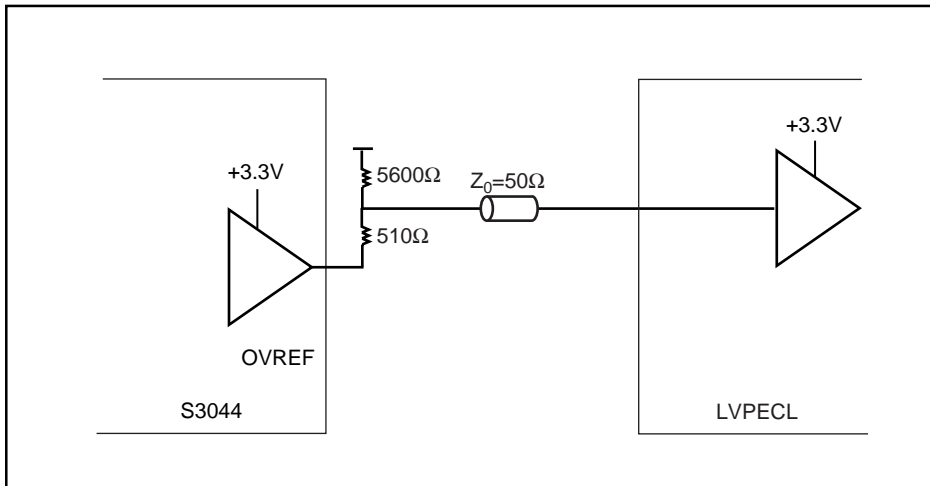 +3.3V
5600Ω
Z₀=50Ω
+3.3V
510Ω
OVREF
S3044
LVPECL